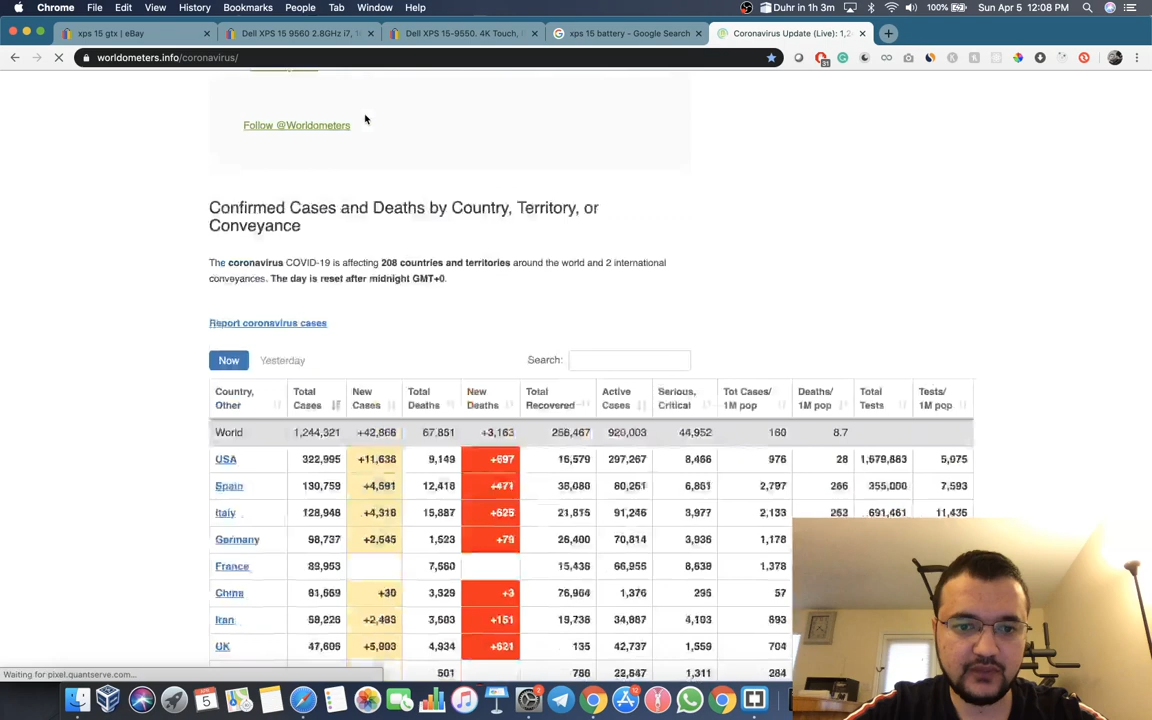 Chrome File Edit View History Bookmarks People Tab Window Help Duhr in 1h 3m 100% Sun Apr 5 12:08 PM
xps 15 gtx | eBay Dell XPS 15 9560 2.8GHz i7, 1 Dell XPS 15-9550. 4K Touch, xps 15 battery - Google Search Coronavirus Update (Live): 1,2
worldometers.info/coronavirus/
Follow @Worldometers
Confirmed Cases and Deaths by Country, Territory, or
Conveyance
The coronavirus COVID-19 is affecting 208 countries and territories around the world and 2 international
conveyances. The day is reset after midnight GMT+0.
Report coronavirus cases
Now Yesterday Search:
Country, Total New Total New Total Active Serious, Tot Cases/ Deaths/ Total Tests/
Other Cases Cases Deaths Deaths Recovered Cases Critical 1M pop 1M pop Tests 1M pop
World 1,244,321 +42,866 67,851 +3,163 256,467 920,003 44,952 160 8.7
USA 322,995 +11,638 9,149 +697 16,579 297,267 8,466 976 28 1,679,883 5,075
Spain 130,759 +4,591 12,418 +471 38,080 80,261 6,861 2,797 266 355,000 7,593
Italy 128,948 +4,316 15,887 +525 21,815 91,246 3,977 2,133 263 691,461 11,436
Germany 98,737 +2,645 1,523 +79 26,400 70,814 3,936 1,178
France 89,953 7,560 15,438 66,955 6,838 1,378
China 81,669 +30 3,329 +3 76,964 1,376 295 57
Iran 58,226 +2,483 3,603 +151 19,736 34,887 4,103 693
UK 47,806 +5,903 4,934 +621 135 42,737 1,559 704
501 786 1,311 284
Waiting for pixel.quantserve.com...